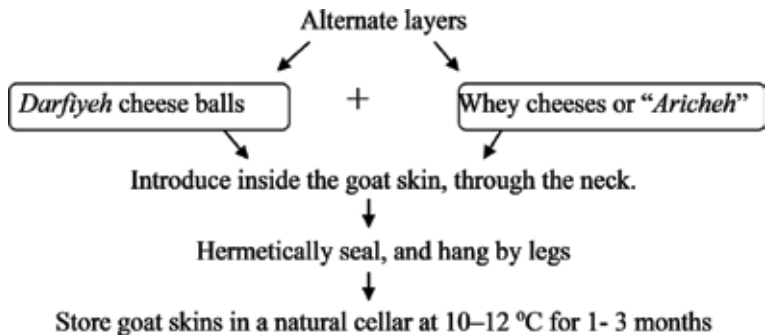 Alternate layers
Darfiyeh cheese balls + Whey cheeses or “Aricheh”
Introduce inside the goat skin, through the neck.
Hermetically seal, and hang by legs
Store goat skins in a natural cellar at 10–12 ºC for 1- 3 months